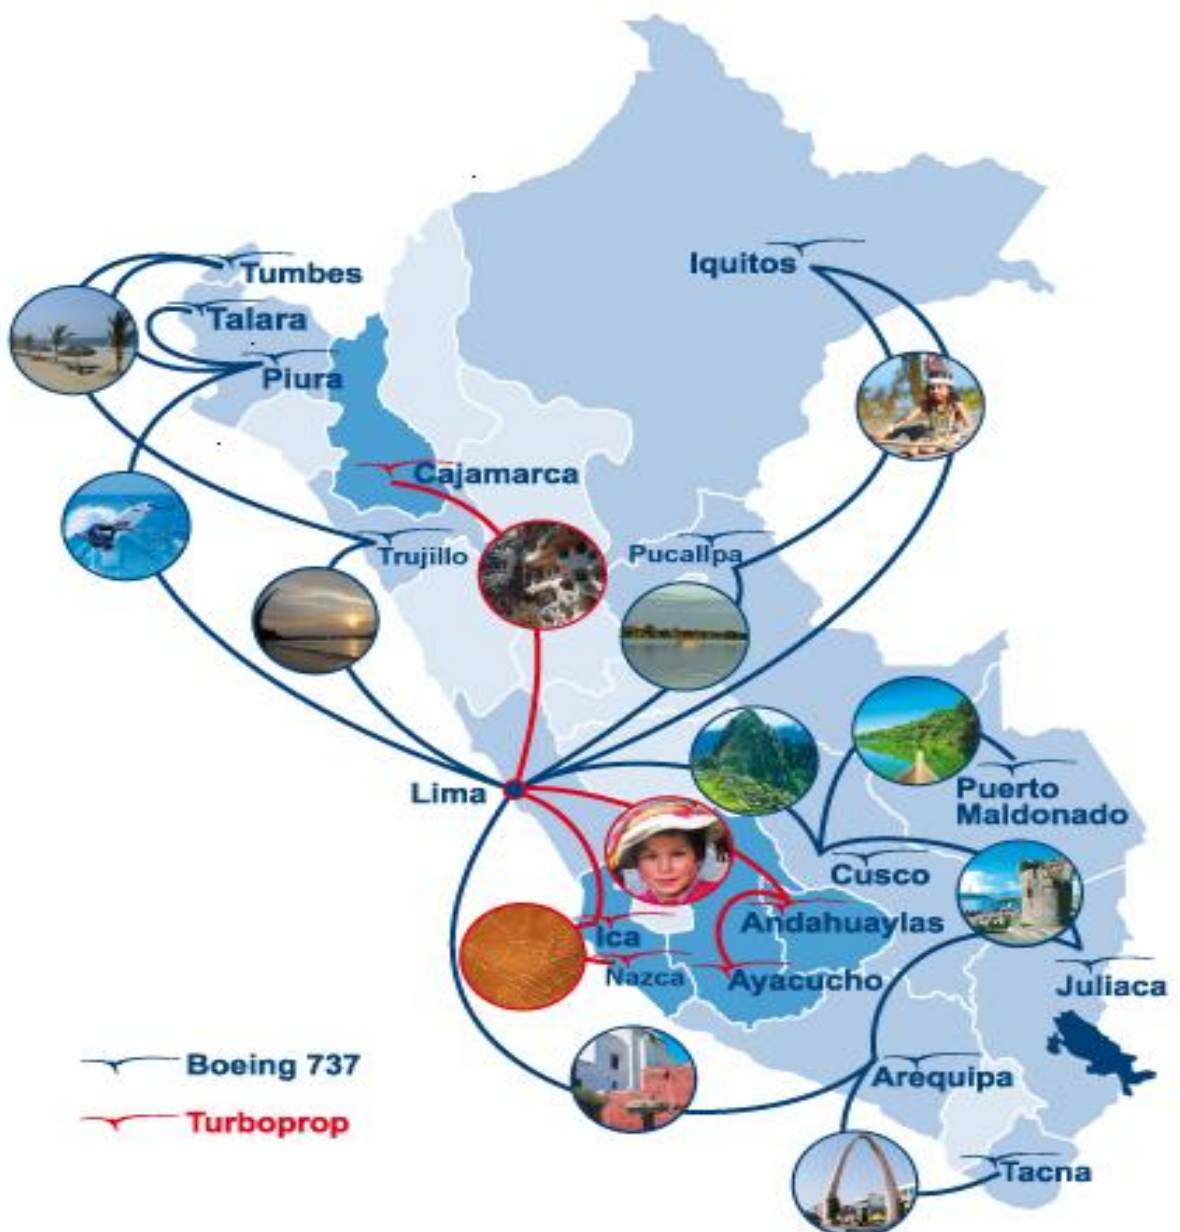 Tumbes
Iquitos
Talara
Piura
Cajamarca
Trujillo
Pucallpa
Lima
Puerto
Maldonado
Cusco
Andahuaylas
Ica
Nazca
Ayacucho
Juliaca
Boeing 737
Arequipa
Turboprop
Tacna